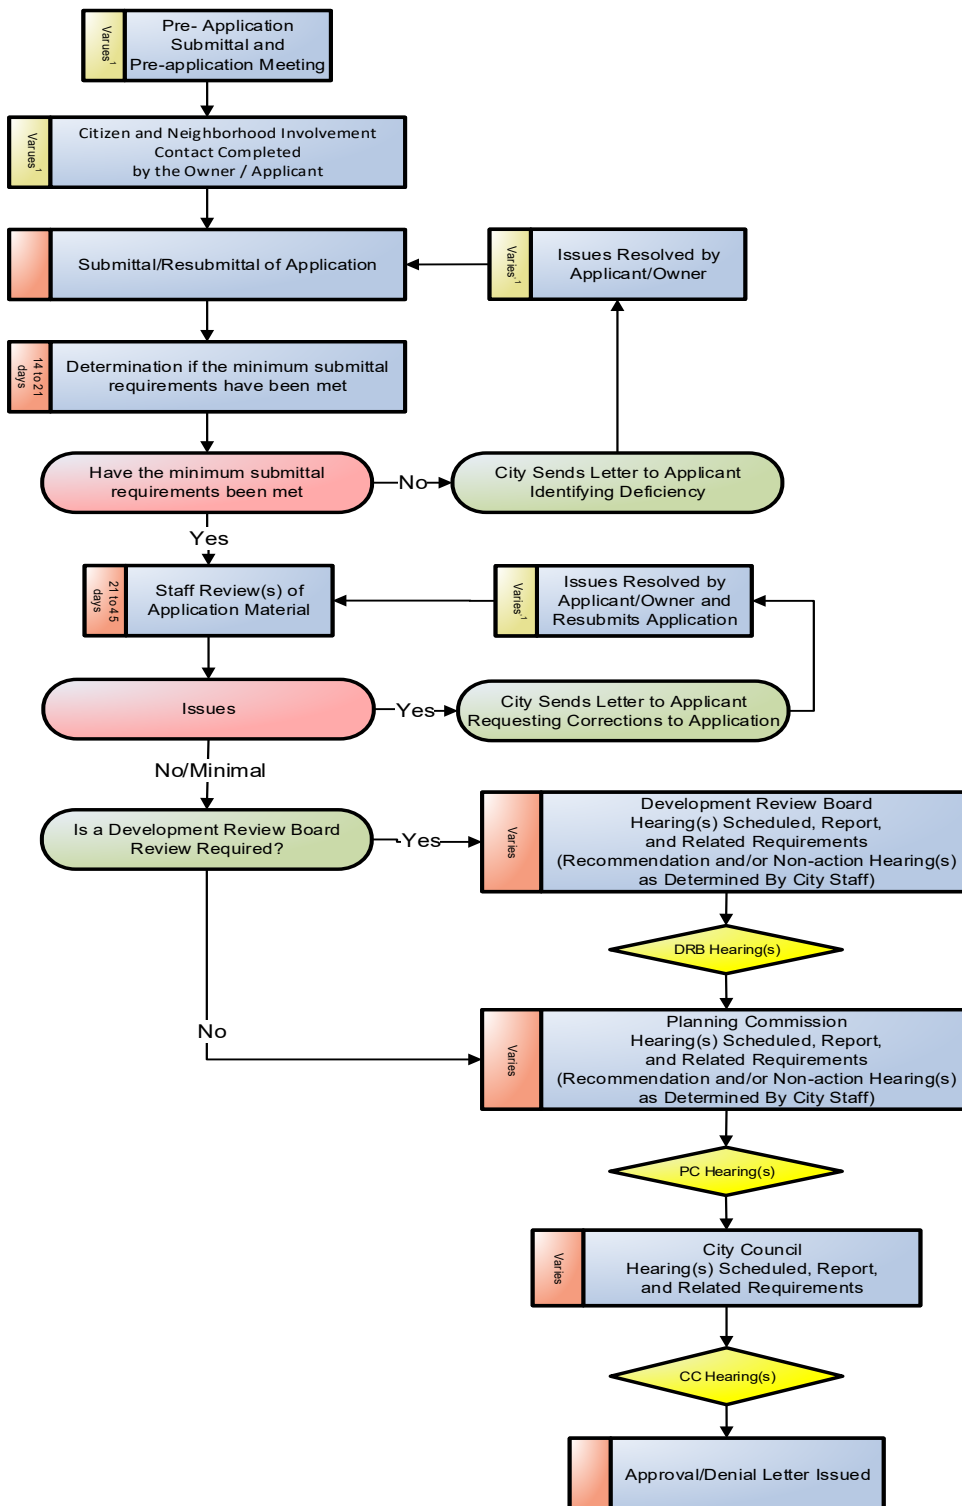 Varues¹
Pre- Application
Submittal and
Pre-application Meeting
Varues¹
Citizen and Neighborhood Involvement
Contact Completed
by the Owner / Applicant
Submittal/Resubmittal of Application
Varies.¹
Issues Resolved by
Applicant/Owner
14 to 21
days
Determination if the minimum submittal
requirements have been met
Have the minimum submittal
requirements been met
No
City Sends Letter to Applicant
Identifying Deficiency
Yes
21 to 45
days
Staff Review(s) of
Application Material
Varies.¹
Issues Resolved by
Applicant/Owner and
Resubmits Application
Issues
Yes
City Sends Letter to Applicant
Requesting Corrections to Application
No/Minimal
Is a Development Review Board
Review Required?
Yes
Varies
Development Review Board
Hearing(s) Scheduled, Report,
and Related Requirements
(Recommendation and/or Non-action Hearing(s)
as Determined By City Staff)
DRB Hearing(s)
No
Varies
Planning Commission
Hearing(s) Scheduled, Report,
and Related Requirements
(Recommendation and/or Non-action Hearing(s)
as Determined By City Staff)
PC Hearing(s)
Varies
City Council
Hearing(s) Scheduled, Report,
and Related Requirements
CC Hearing(s)
Approval/Denial Letter Issued